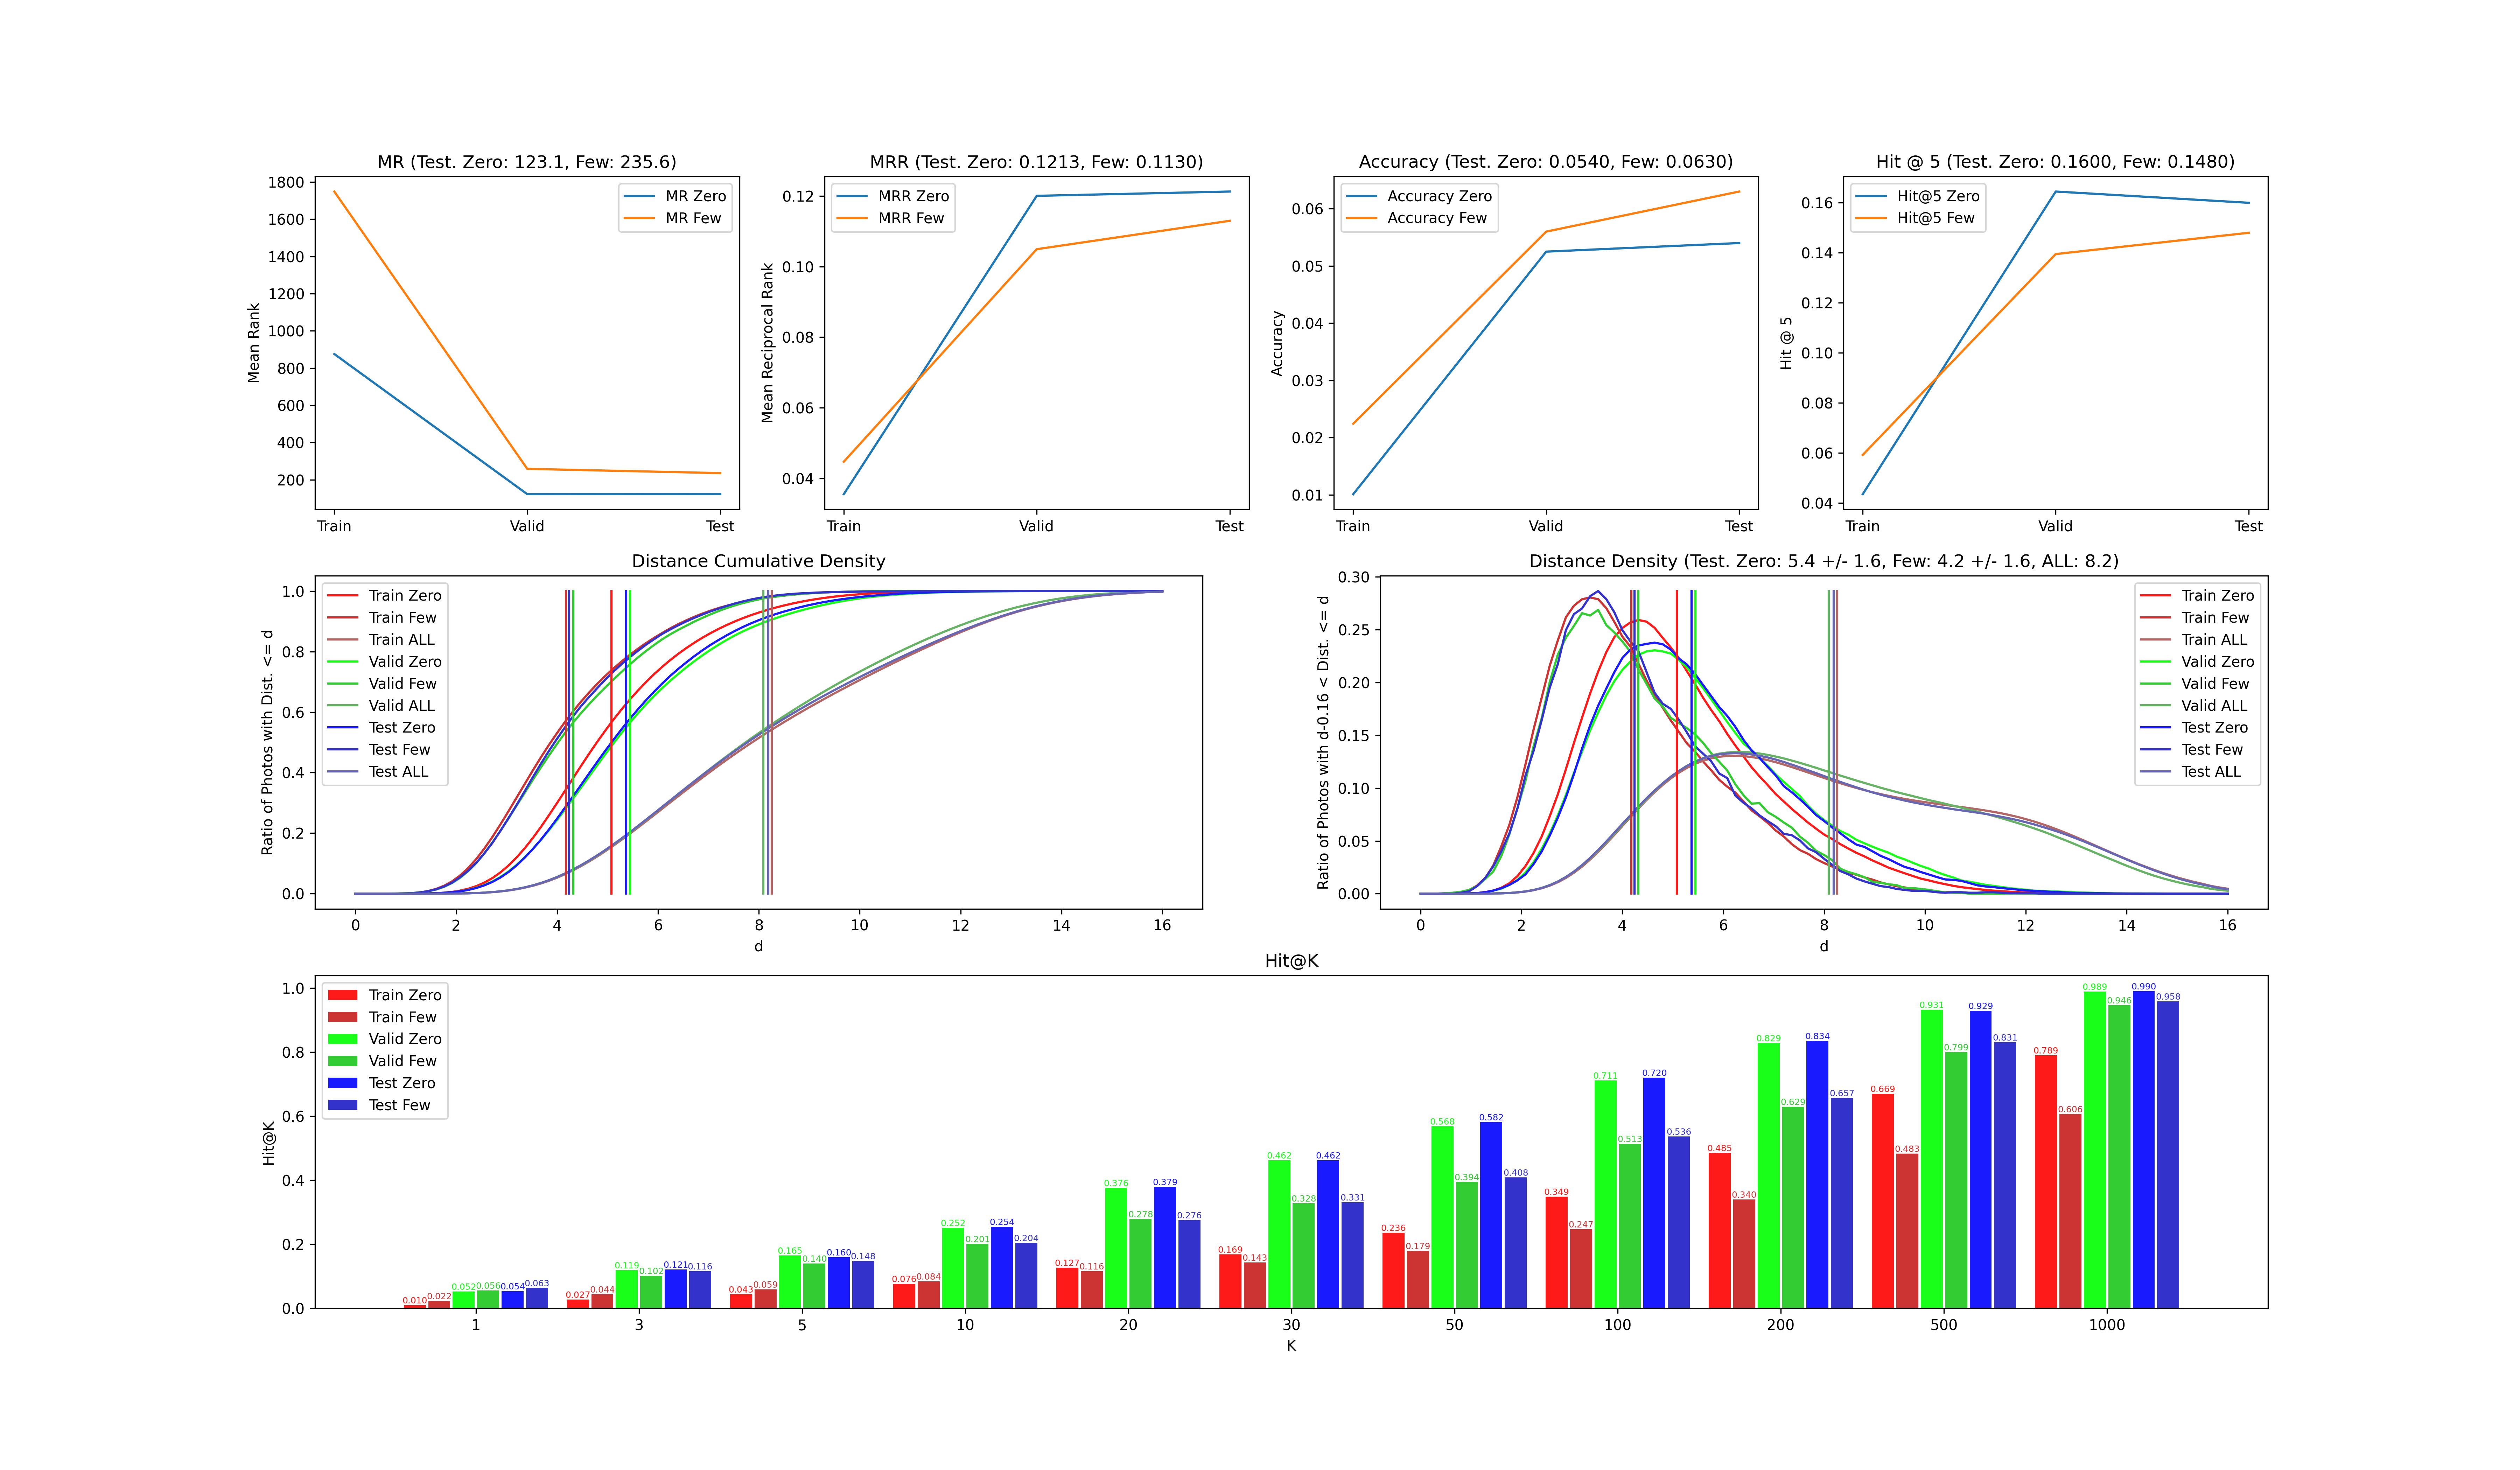 MR (Test. Zero: 123.1, Few: 235.6)
Mean Rank
1800
1600
1400
1200
1000
800
600
400
200
MR Zero
MR Few
Train
Valid
Test
MRR (Test. Zero: 0.1213, Few: 0.1130)
Mean Reciprocal Rank
0.12
0.10
0.08
0.06
0.04
MRR Zero
MRR Few
Train
Valid
Test
Accuracy (Test. Zero: 0.0540, Few: 0.0630)
Accuracy
0.06
0.05
0.04
0.03
0.02
0.01
Accuracy Zero
Accuracy Few
Train
Valid
Test
Hit @ 5 (Test. Zero: 0.1600, Few: 0.1480)
Hit @ 5
0.16
0.14
0.12
0.10
0.08
0.06
0.04
Hit@5 Zero
Hit@5 Few
Train
Valid
Test
Distance Cumulative Density
Ratio of Photos with Dist. <= d
1.0
0.8
0.6
0.4
0.2
0.0
Train Zero
Train Few
Train ALL
Valid Zero
Valid Few
Valid ALL
Test Zero
Test Few
Test ALL
0 2 4 6 8 10 12 14 16
d
Distance Density (Test. Zero: 5.4 +/- 1.6, Few: 4.2 +/- 1.6, ALL: 8.2)
Ratio of Photos with d-0.16 < Dist. <= d
0.30
0.25
0.20
0.15
0.10
0.05
0.00
Train Zero
Train Few
Train ALL
Valid Zero
Valid Few
Valid ALL
Test Zero
Test Few
Test ALL
0 2 4 6 8 10 12 14 16
d
Hit@K
Hit@K
1.0
0.8
0.6
0.4
0.2
0.0
Train Zero
Train Few
Valid Zero
Valid Few
Test Zero
Test Few
0.010 0.022 0.052 0.056 0.054 0.063
0.027 0.044 0.119 0.102 0.121 0.116
0.043 0.059 0.165 0.140 0.160 0.148
0.076 0.084 0.252 0.201 0.254 0.204
0.127 0.116 0.376 0.278 0.379 0.276
0.169 0.143 0.462 0.328 0.462 0.331
0.236 0.179 0.568 0.394 0.582 0.408
0.349 0.247 0.711 0.513 0.720 0.536
0.485 0.340 0.829 0.629 0.834 0.657
0.669 0.483 0.931 0.799 0.929 0.831
0.789 0.606 0.989 0.946 0.990 0.958
1 3 5 10 20 30 50 100 200 500 1000
K